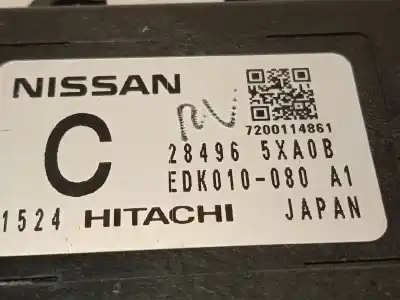 NISSAN
7200114861
C
28496 5XA0B
EDK010-080 A1
1524 HITACHI JAPAN